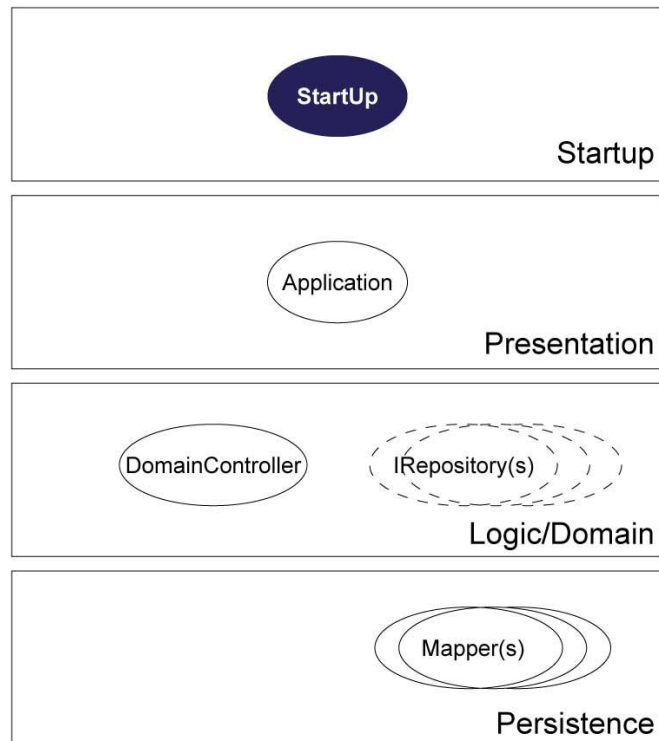 StartUp
Startup
Application
Presentation
DomainController
IRepository(s)
Logic/Domain
Mapper(s)
Persistence